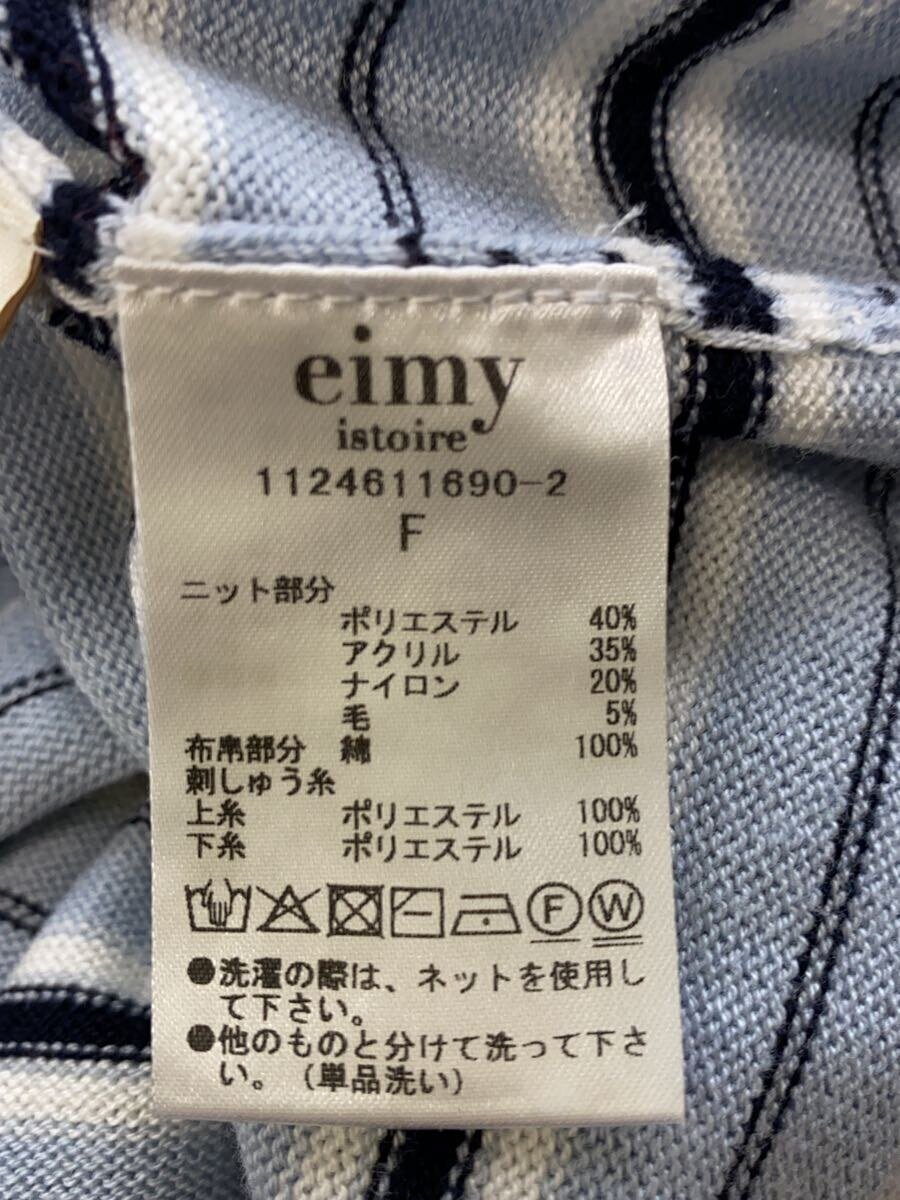 eimy
istoire
1124611690-2
F
ニット部分
ポリエステル 40%
アクリル 35%
ナイロン 20%
毛 5%
布帛部分 綿 100%
刺しゅう糸
上糸 ポリエステル 100%
下糸 ポリエステル 100%
F W
●洗濯の際は、ネットを使用し
て下さい。
●他のものと分けて洗って下さ
い。(単品洗い)